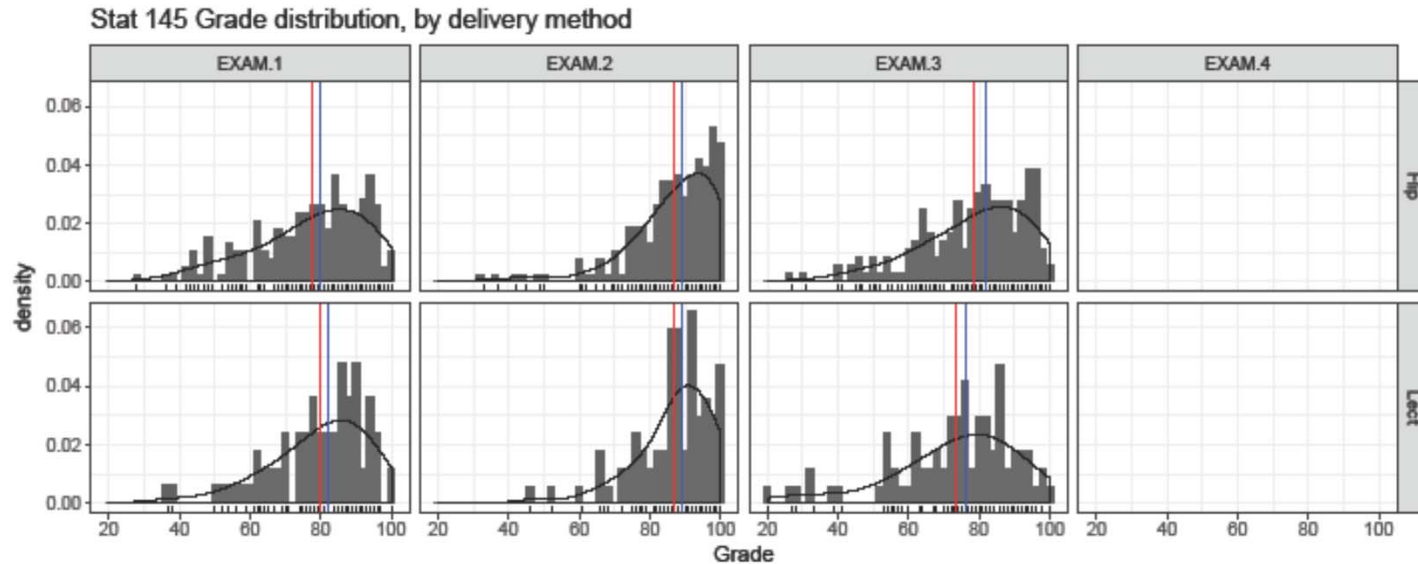 Stat 145 Grade distribution, by delivery method
EXAM.1 EXAM.2 EXAM.3 EXAM.4
density
0.06
0.04
0.02
0.00
Flip
0.06
0.04
0.02
0.00
Lect
20 40 60 80 100 20 40 60 80 100 20 40 60 80 100 20 40 60 80 100
Grade